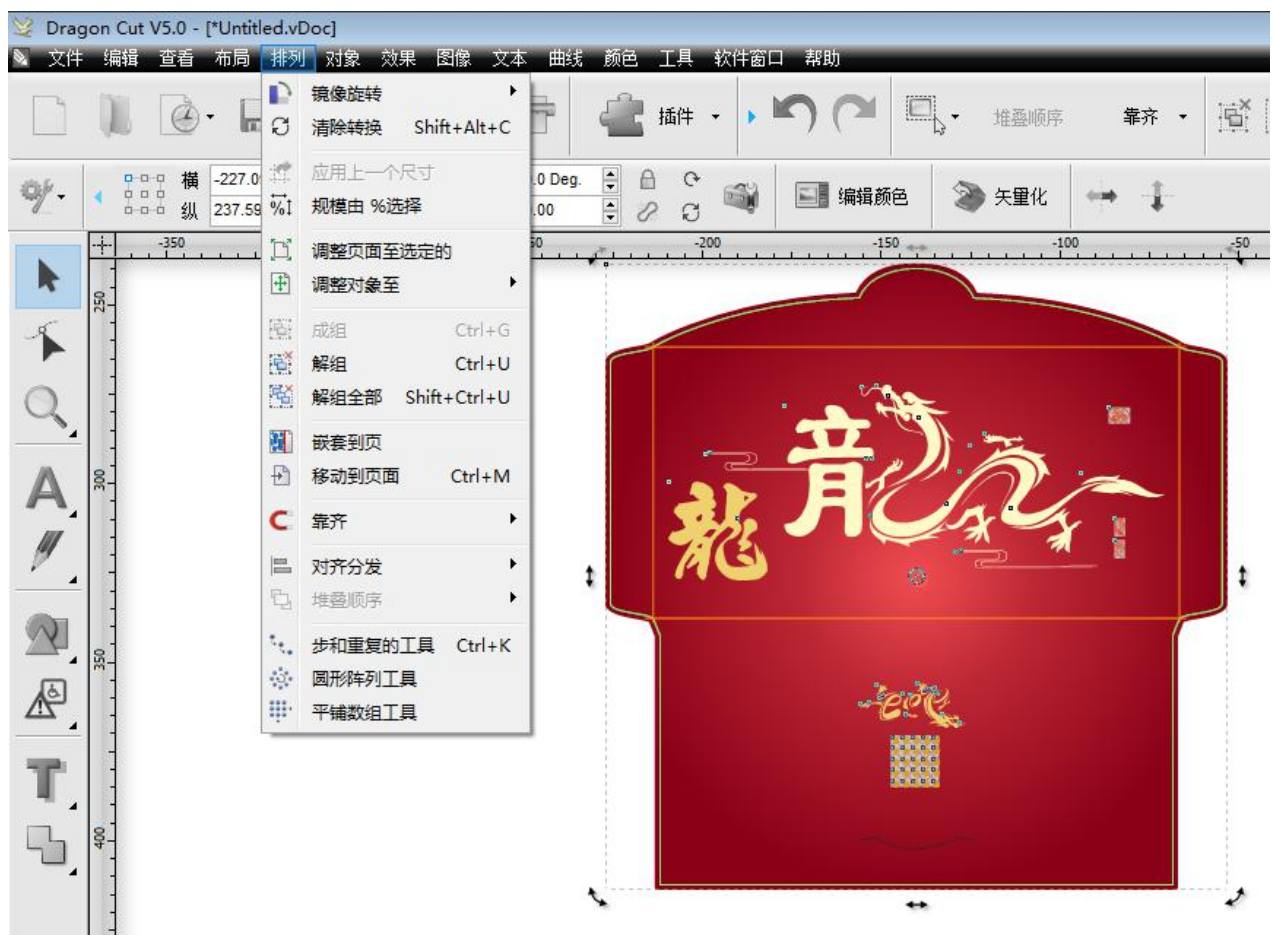 Dragon Cut V5.0 - [*Untitled.vDoc]
文件 编辑 查看 布局 排列 对象 效果 图像 文本 曲线 颜色 工具 软件窗口 帮助
插件 堆叠顺序 靠齐
横 -227.0 .0 Deg.
纵 237.59 .00
编辑颜色 矢量化
镜像旋转
清除转换 Shift+Alt+C
应用上一个尺寸
规模由 %选择
调整页面至选定的
调整对象至
成组 Ctrl+G
解组 Ctrl+U
解组全部 Shift+Ctrl+U
嵌套到页
移动到页面 Ctrl+M
靠齐
对齐分发
堆叠顺序
步和重复的工具 Ctrl+K
圆形阵列工具
平铺数组工具
-350 50 -200 -150 -100 -50
250
300
350
400
龍
龍